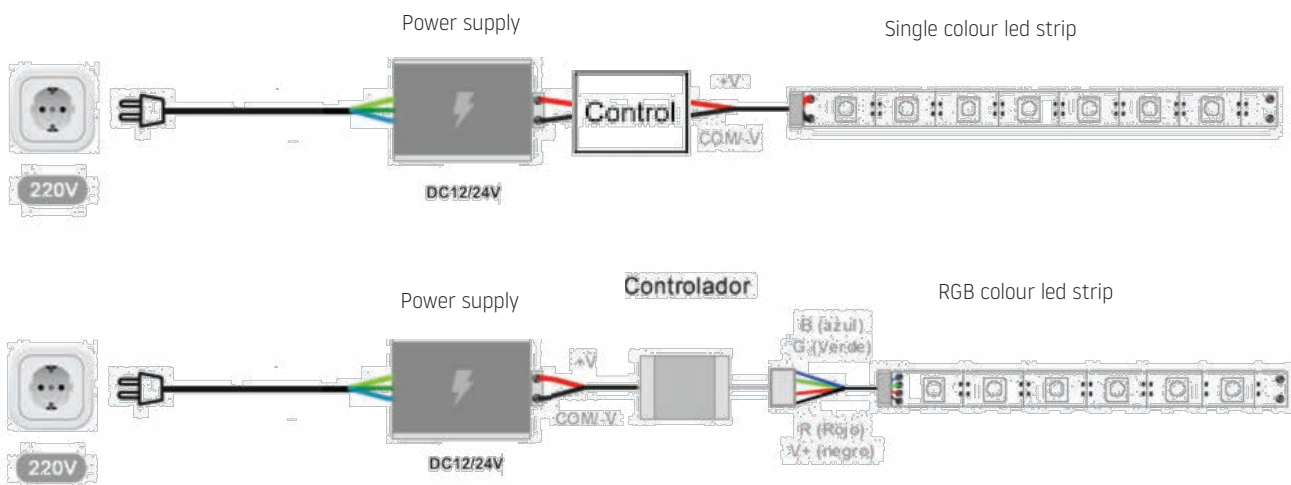 Power supply
Single colour led strip
+V
Control
COM/-V
220V
DC12/24V
Controlador
Power supply
RGB colour led strip
B (azul)
G (Verde)
+V
COM/-V
R (Rojo)
V+ (negro)
220V
DC12/24V